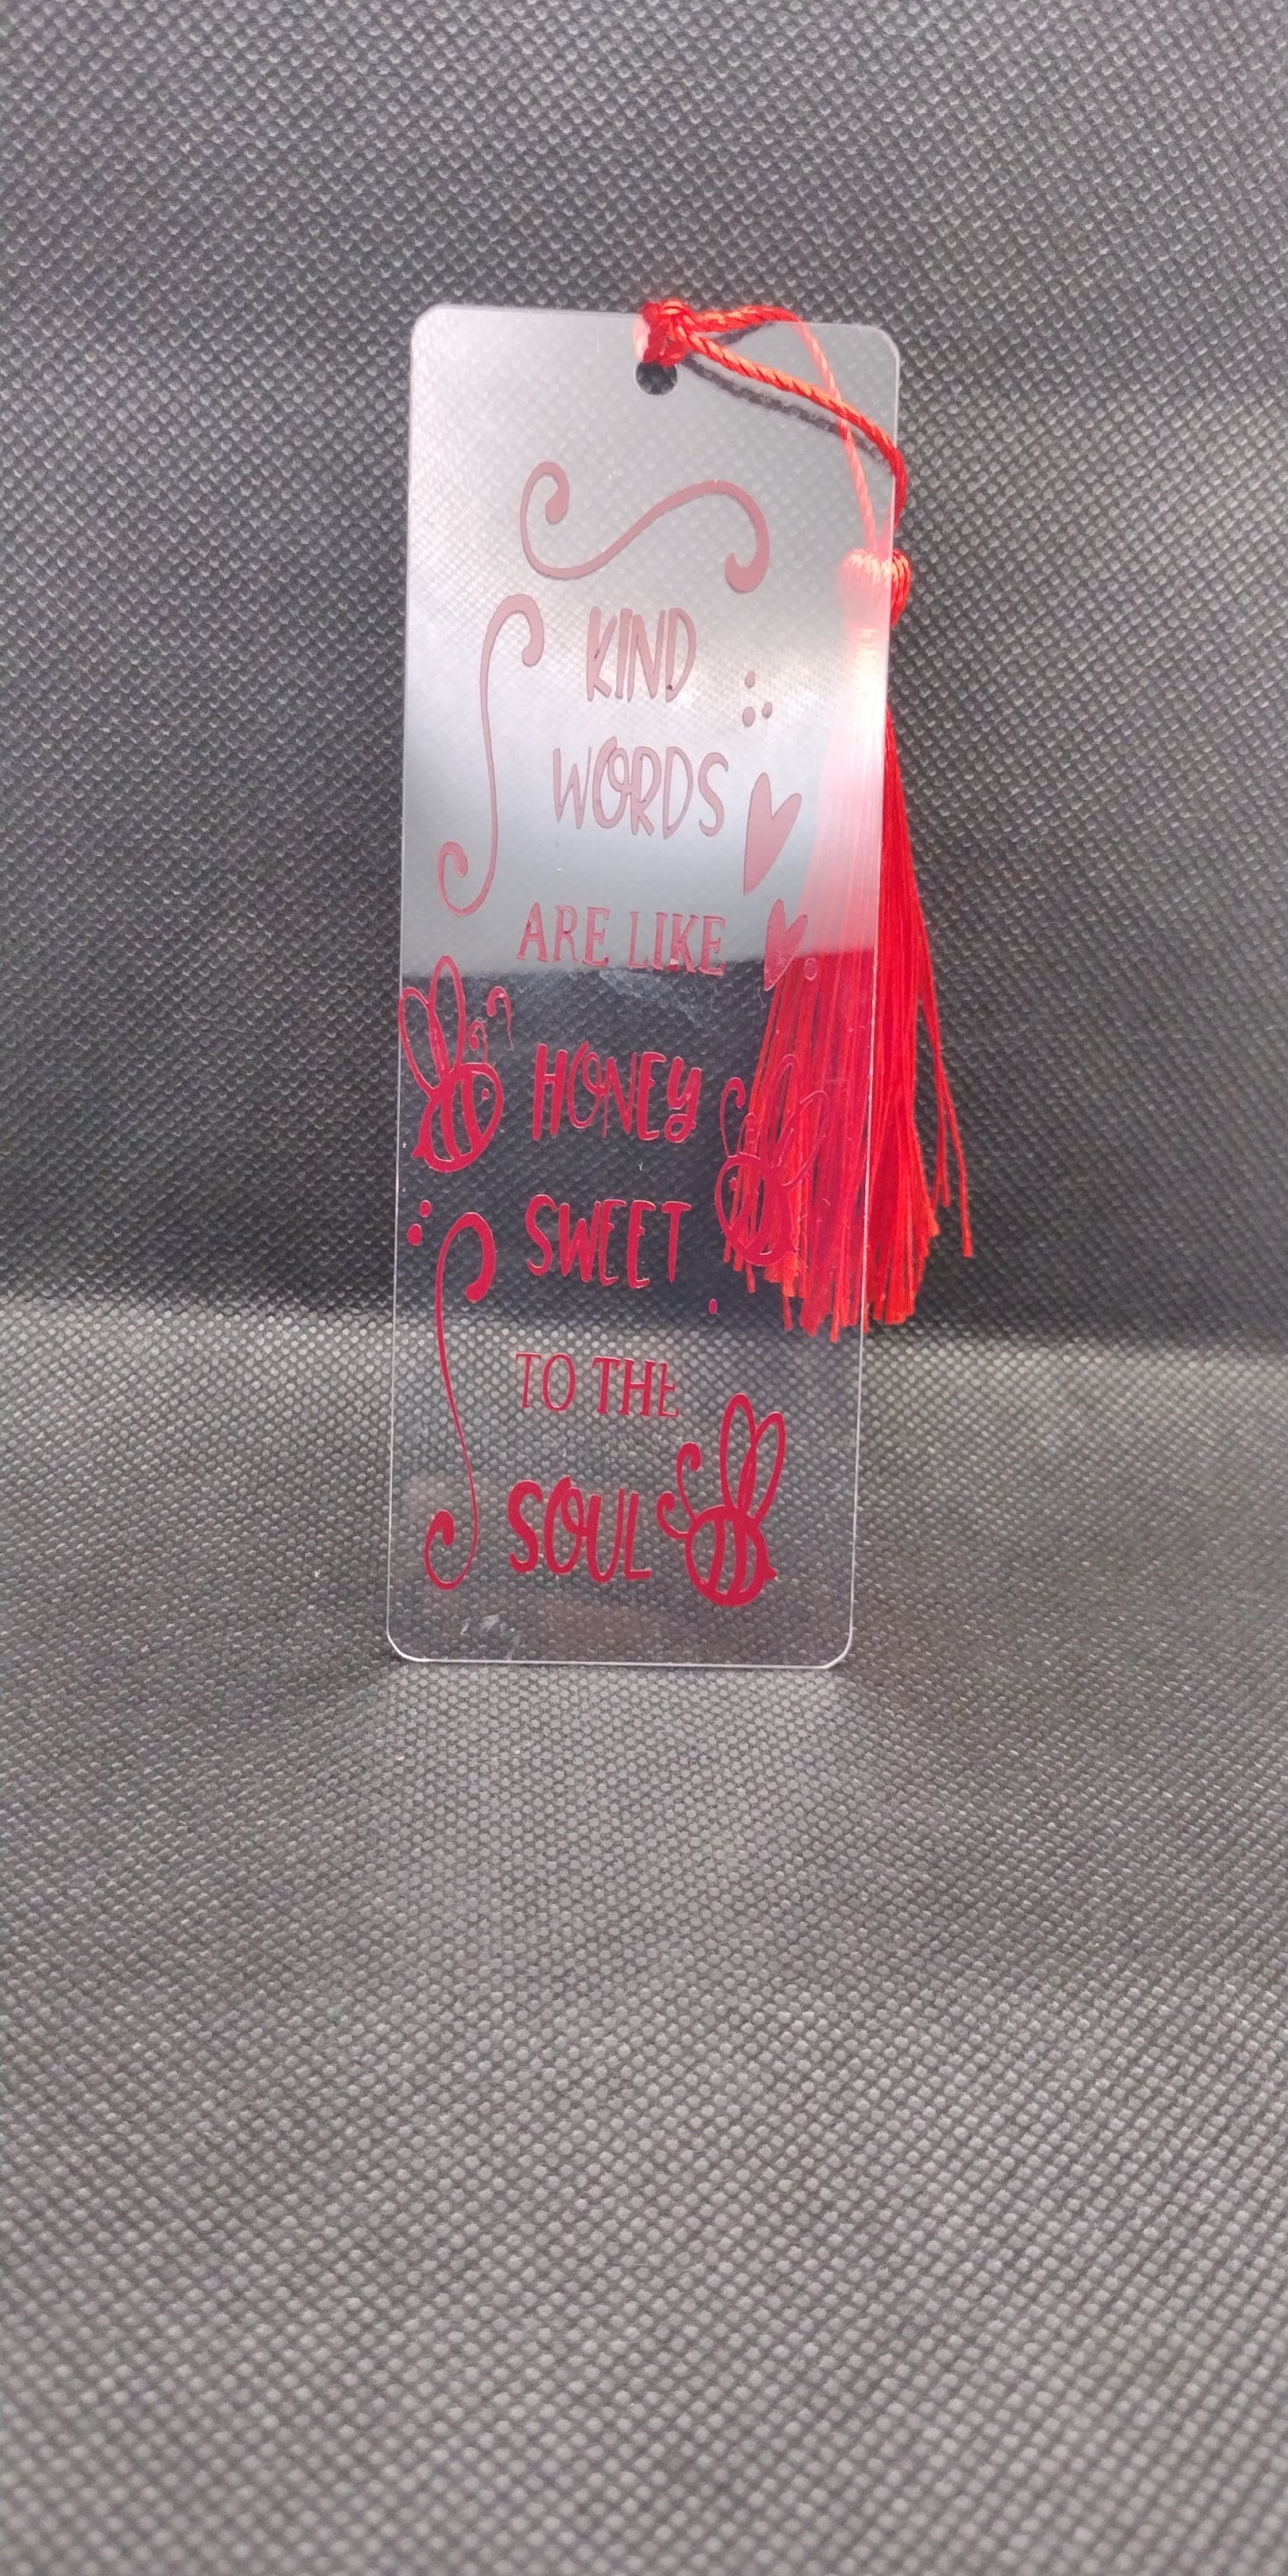 KIND
WORDS
ARE LIKE
HONEY
SWEET
TO THE
SOUL